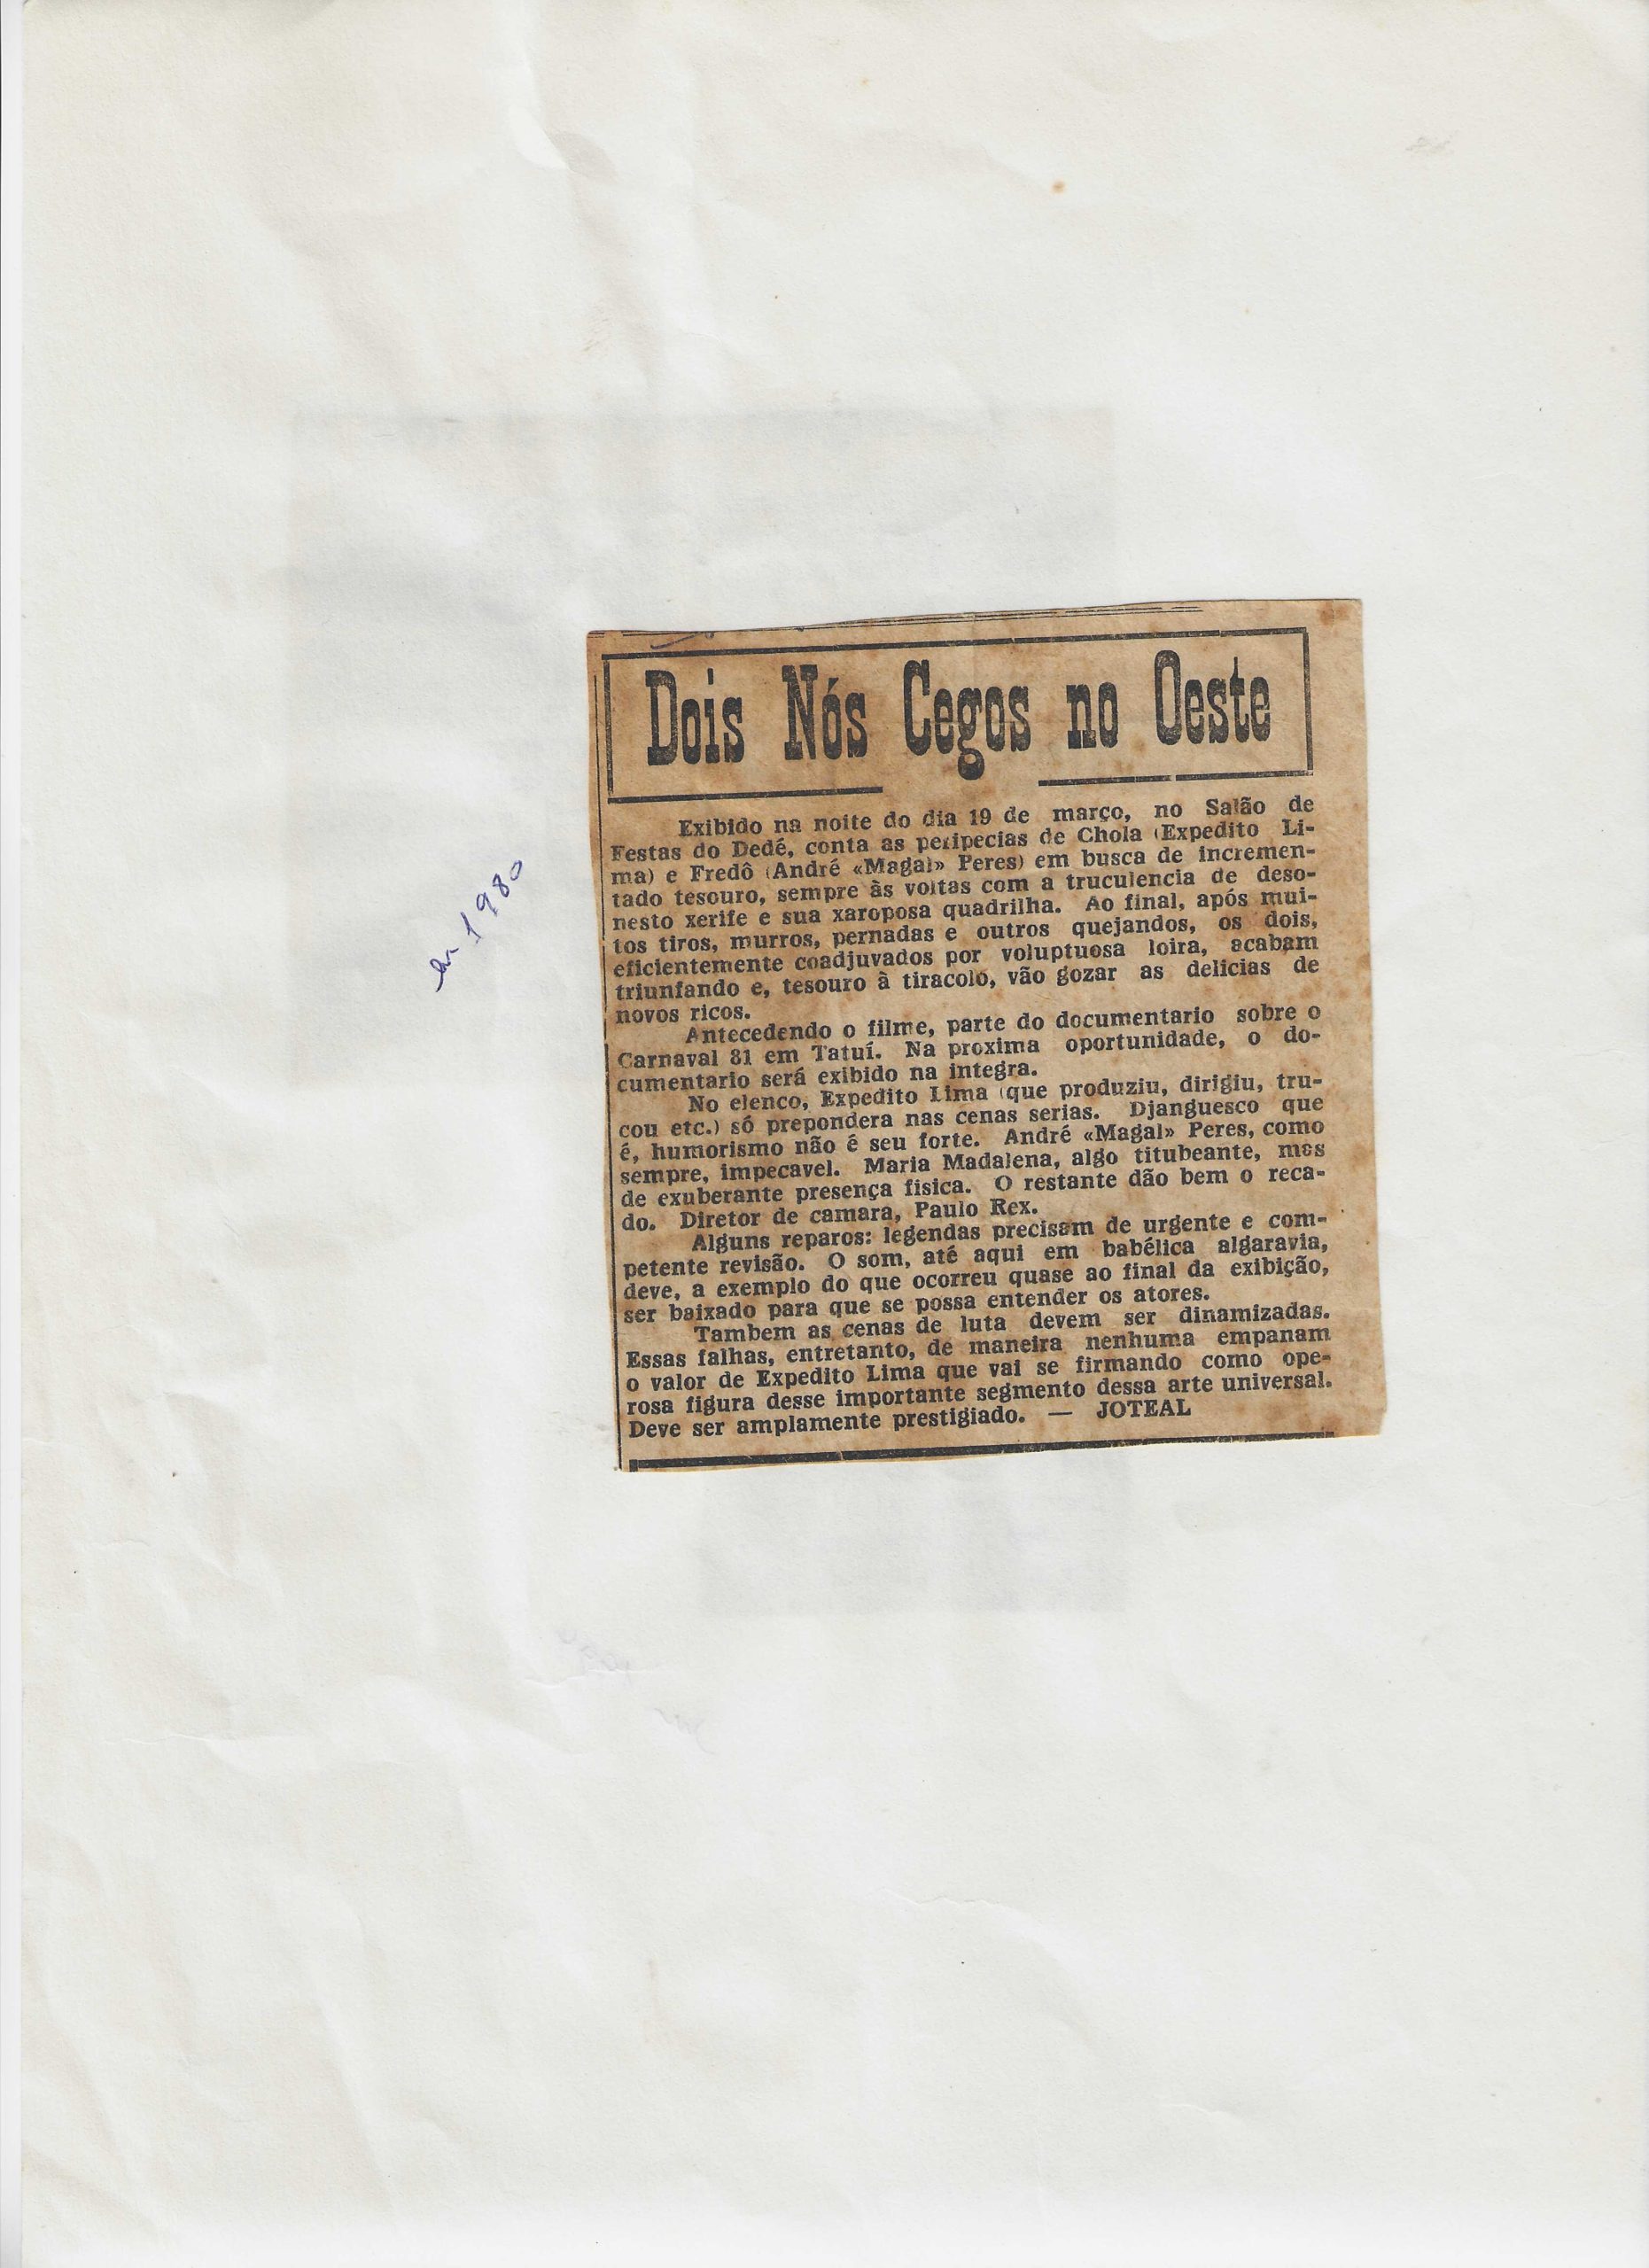 em 1980
Dois Nós Cegos no Oeste
Exibido na noite do dia 19 de março, no Salão de
Festas do Dedé, conta as peripecias de Chola (Expedito Li-
ma) e Fredô (André «Magal» Peres) em busca de incremen-
tado tesouro, sempre às voltas com a truculencia de deso-
nesto xerife e sua xaroposa quadrilha. Ao final, após mui-
tos tiros, murros, pernadas e outros quejandos, os dois,
eficientemente coadjuvados por voluptuosa loira, acabam
triunfando e, tesouro à tiracolo, vão gozar as delicias de
novos ricos.
Antecedendo o filme, parte do documentario sobre o
Carnaval 81 em Tatuí. Na proxima oportunidade, o do-
cumentario será exibido na integra.
No elenco, Expedito Lima (que produziu, dirigiu, tru-
cou etc.) só prepondera nas cenas serias. Djanguesco que
é, humorismo não é seu forte. André «Magal» Peres, como
sempre, impecavel. Maria Madalena, algo titubeante, mas
de exuberante presença fisica. O restante dão bem o reca-
do. Diretor de camara, Paulo Rex.
Alguns reparos: legendas precisam de urgente e com-
petente revisão. O som, até aqui em babélica algaravia,
deve, a exemplo do que ocorreu quase ao final da exibição,
ser baixado para que se possa entender os atores.
Tambem as cenas de luta devem ser dinamizadas.
Essas falhas, entretanto, de maneira nenhuma empanam
o valor de Expedito Lima que vai se firmando como ope-
rosa figura desse importante segmento dessa arte universal.
Deve ser amplamente prestigiado. — JOTEAL